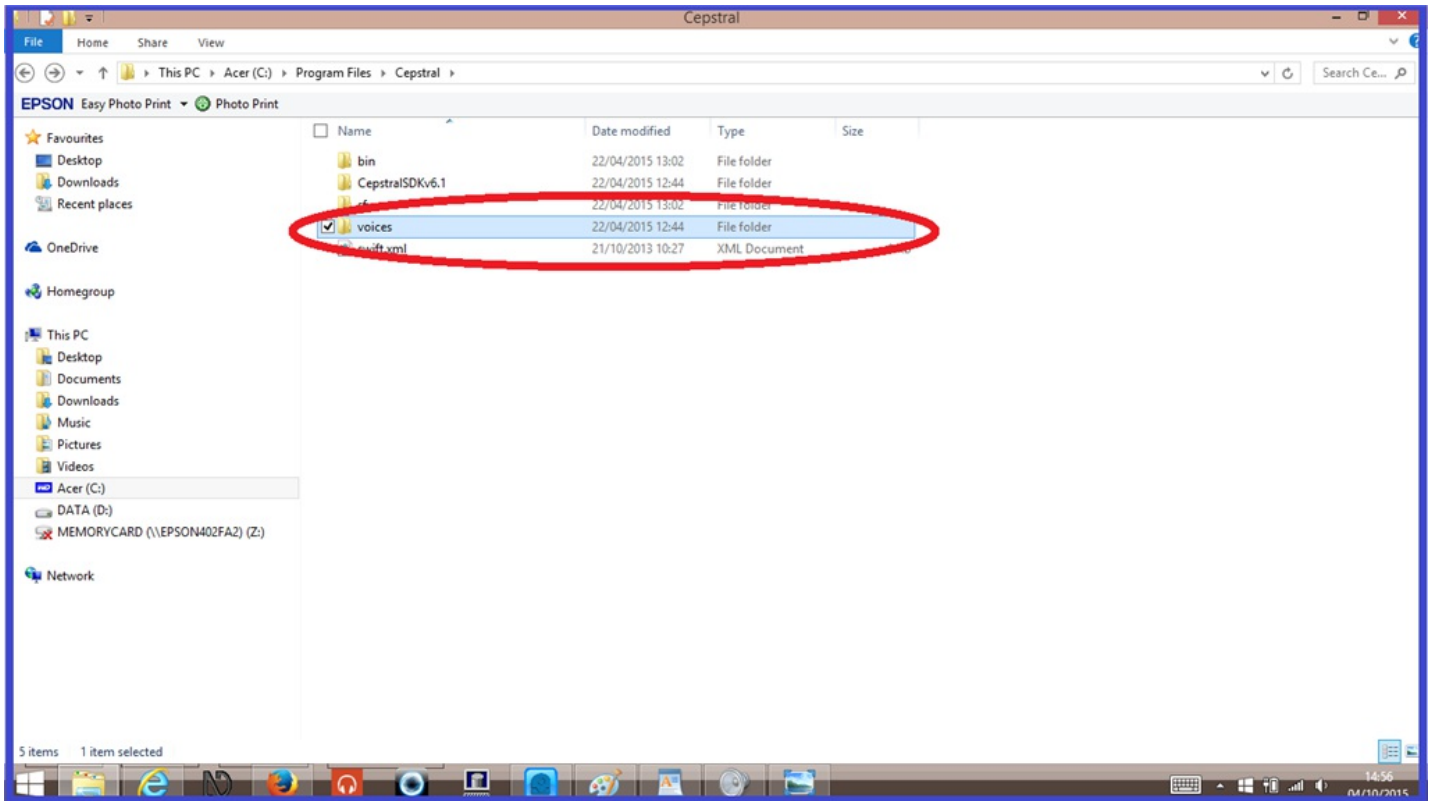 Cepstral
File Home Share View
This PC Acer (C:) Program Files Cepstral
Search Ce...
EPSON Easy Photo Print Photo Print
Name Date modified Type Size
Favourites
Desktop
Downloads
Recent places
OneDrive
Homegroup
This PC
Desktop
Documents
Downloads
Music
Pictures
Videos
Acer (C:)
DATA (D:)
MEMORYCARD (\\EPSON402FA2) (Z:)
Network
bin 22/04/2015 13:02 File folder
CepstralSDKv6.1 22/04/2015 12:44 File folder
22/04/2015 13:02 File folder
voices 22/04/2015 12:44 File folder
swift.xml 21/10/2013 10:27 XML Document
5 items 1 item selected
14:56
04/10/2015